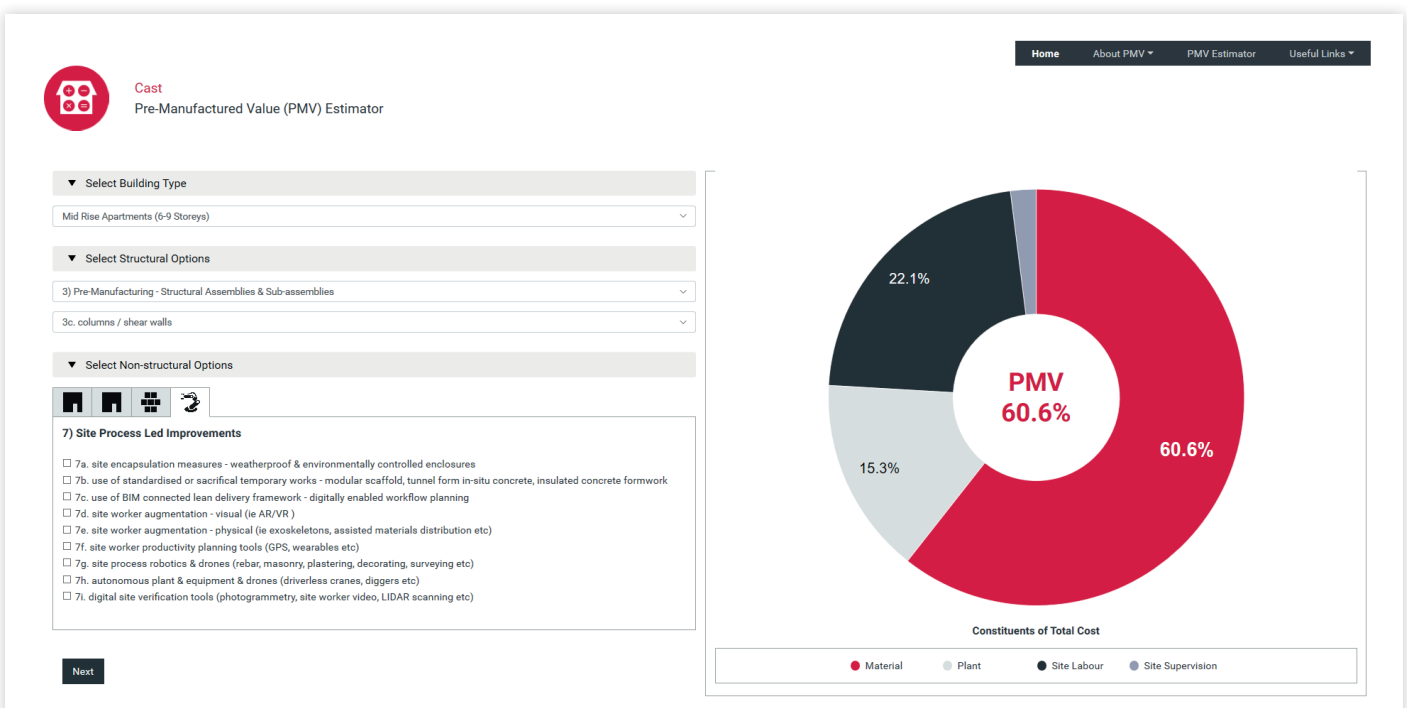 Home About PMV PMV Estimator Useful Links
Cast
Pre-Manufactured Value (PMV) Estimator
Select Building Type
Mid Rise Apartments (6-9 Storeys)
Select Structural Options
3) Pre-Manufacturing - Structural Assemblies & Sub-assemblies
3c. columns / shear walls
Select Non-structural Options
7) Site Process Led Improvements
7a. site encapsulation measures - weatherproof & environmentally controlled enclosures
7b. use of standardised or sacrifical temporary works - modular scaffold, tunnel form in-situ concrete, insulated concrete formwork
7c. use of BIM connected lean delivery framework - digitally enabled workflow planning
7d. site worker augmentation - visual (ie AR/VR )
7e. site worker augmentation - physical (ie exoskeletons, assisted materials distribution etc)
7f. site worker productivity planning tools (GPS, wearables etc)
7g. site process robotics & drones (rebar, masonry, plastering, decorating, surveying etc)
7h. autonomous plant & equipment & drones (driverless cranes, diggers etc)
7i. digital site verification tools (photogrammetry, site worker video, LIDAR scanning etc)
Next
22.1%
PMV
60.6%
60.6%
15.3%
Constituents of Total Cost
Material Plant Site Labour Site Supervision